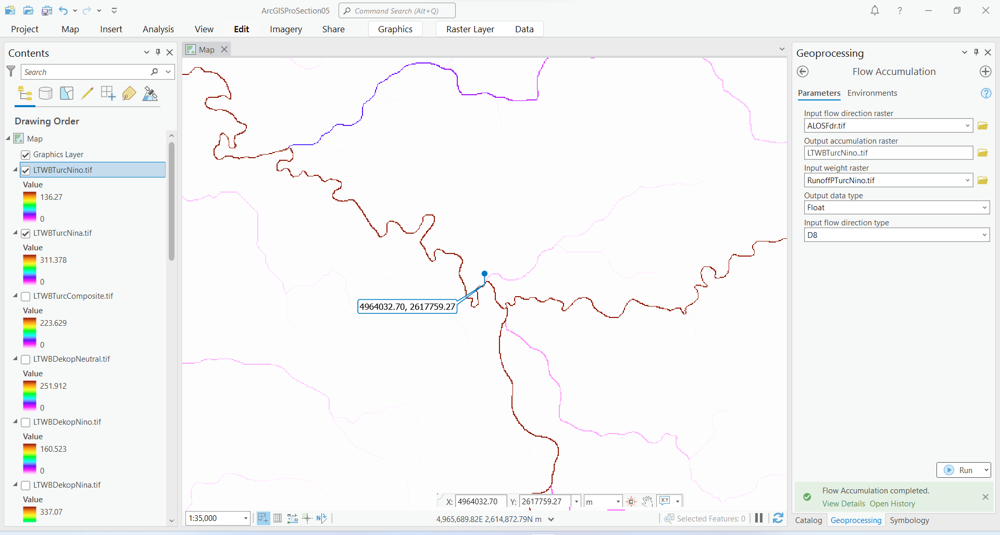 ArcGISProSection05
Command Search (Alt+Q)
?
Project Map Insert Analysis View Edit Imagery Share Graphics Raster Layer Data
Contents
Search
Drawing Order
Map
Graphics Layer
LTWBTurcNino.tif
Value
136.27
0
LTWBTurcNina.tif
Value
311.378
0
LTWBTurcComposite.tif
Value
223.629
0
LTWBDekopNeutral.tif
Value
251.912
0
LTWBDekopNino.tif
Value
160.523
0
LTWBDekopNina.tif
Value
337.07
Map
4964032.70, 2617759.27
X: 4964032.70 Y: 2617759.27 m XY
1:35,000
N
4,965,689.82E 2,614,872.79N m
Selected Features: 0
Geoprocessing
Flow Accumulation
Parameters Environments
?
Input flow direction raster
ALOSFdr.tif
Output accumulation raster
LTWBTurcNino..tif
Input weight raster
RunoffPTurcNino.tif
Output data type
Float
Input flow direction type
D8
Run
Flow Accumulation completed.
View Details Open History
Catalog Geoprocessing Symbology